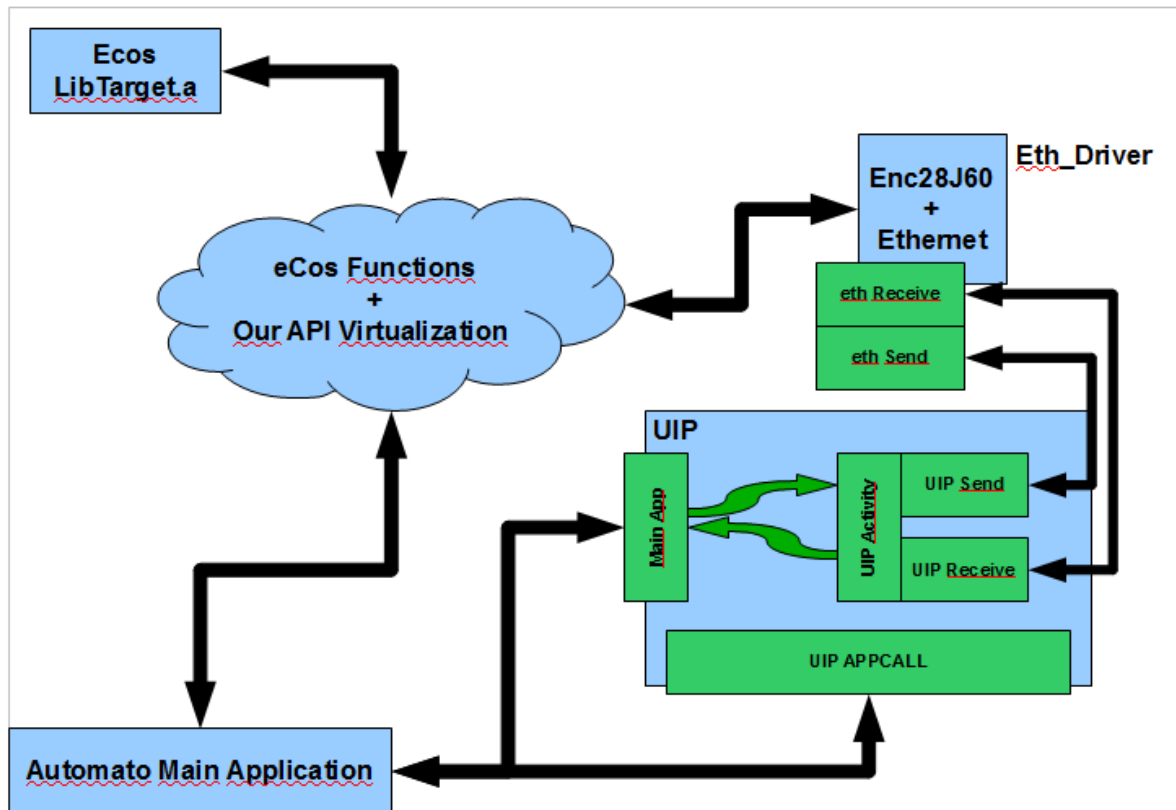 Ecos
LibTarget.a
Eth_Driver
Enc28J60
+
Ethernet
eCos Functions
+
Our API Virtualization
eth Receive
eth Send
UIP
Main App
UIP Activity
UIP Send
UIP Receive
UIP APPCALL
Automato Main Application